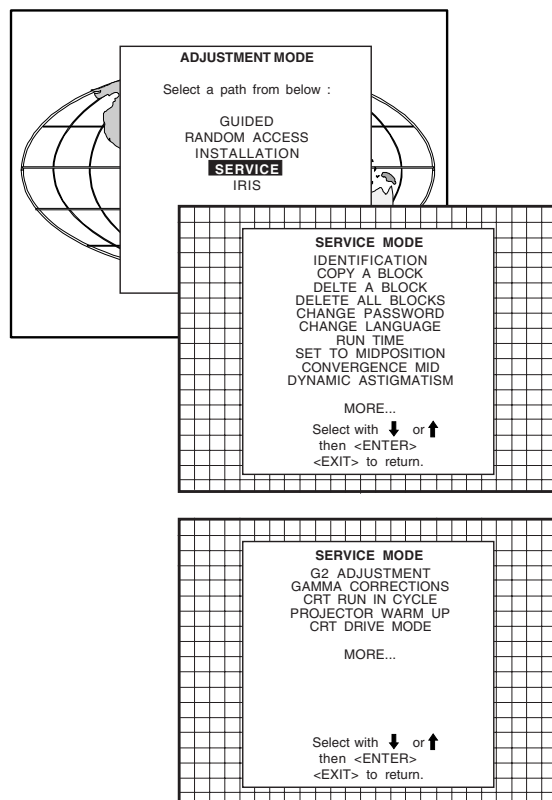 ADJUSTMENT MODE
Select a path from below :
GUIDED
RANDOM ACCESS
INSTALLATION
SERVICE
IRIS
SERVICE MODE
IDENTIFICATION
COPY A BLOCK
DELTE A BLOCK
DELETE ALL BLOCKS
CHANGE PASSWORD
CHANGE LANGUAGE
RUN TIME
SET TO MIDPOSITION
CONVERGENCE MID
DYNAMIC ASTIGMATISM
MORE...
Select with ⬇ or ⬆
then <ENTER>
<EXIT> to return.
SERVICE MODE
G2 ADJUSTMENT
GAMMA CORRECTIONS
CRT RUN IN CYCLE
PROJECTOR WARM UP
CRT DRIVE MODE
MORE...
Select with ⬇ or ⬆
then <ENTER>
<EXIT> to return.